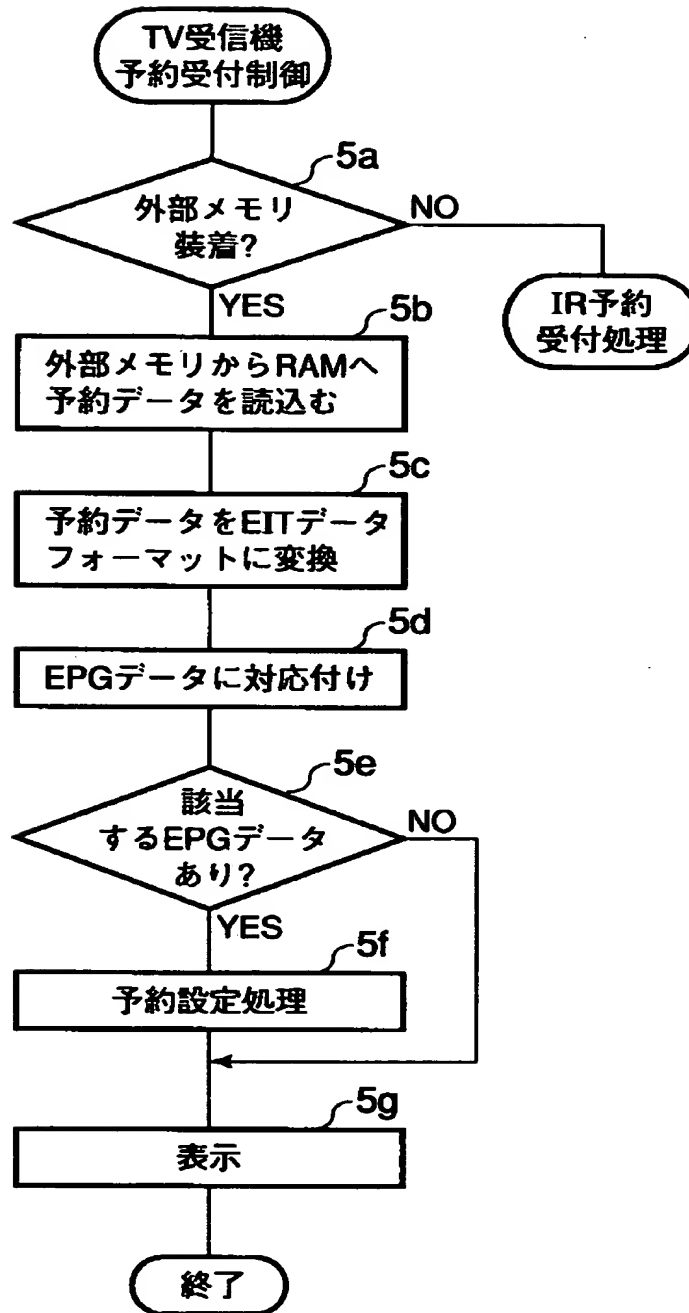 TV受信機
予約受付制御
5a
外部メモリ
装着?
NO
YES
IR予約
受付処理
5b
外部メモリからRAMへ
予約データを読込む
5c
予約データをEITデータ
フォーマットに変換
5d
EPGデータに対応付け
5e
該当
するEPGデータ
あり?
NO
YES
5f
予約設定処理
5g
表示
終了